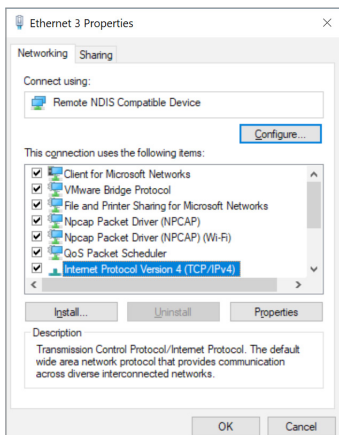 Ethernet 3 Properties
Networking Sharing
Connect using:
Remote NDIS Compatible Device
Configure...
This connection uses the following items:
Client for Microsoft Networks
VMware Bridge Protocol
File and Printer Sharing for Microsoft Networks
Npcap Packet Driver (NPCAP)
Npcap Packet Driver (NPCAP) (Wi-Fi)
QoS Packet Scheduler
Internet Protocol Version 4 (TCP/IPv4)
Install... Uninstall Properties
Description
Transmission Control Protocol/Internet Protocol. The default
wide area network protocol that provides communication
across diverse interconnected networks.
OK Cancel